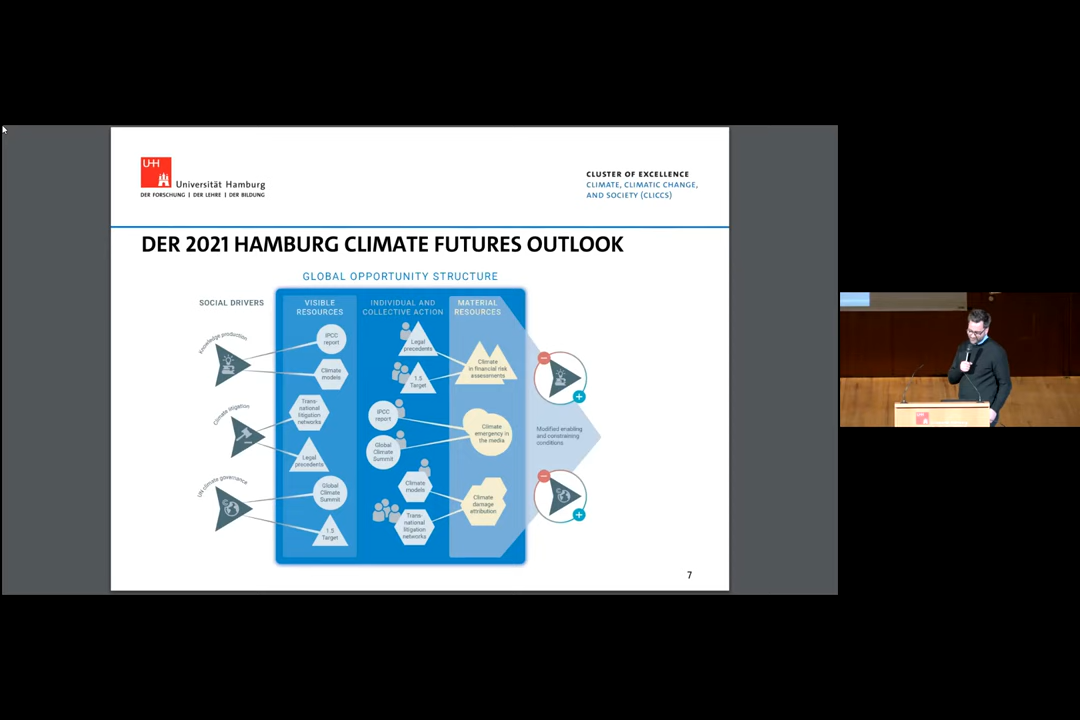 UHH
Universität Hamburg
DER FORSCHUNG | DER LEHRE | DER BILDUNG
CLUSTER OF EXCELLENCE
CLIMATE, CLIMATIC CHANGE,
AND SOCIETY (CLICCS)
DER 2021 HAMBURG CLIMATE FUTURES OUTLOOK
GLOBAL OPPORTUNITY STRUCTURE
SOCIAL DRIVERS
VISIBLE
RESOURCES
INDIVIDUAL AND
COLLECTIVE ACTION
MATERIAL
RESOURCES
Knowledge production
IPCC
report
Climate
models
Legal
precedents
1.5
Target
Climate
in financial risk
assessments
Climate litigation
Trans-
national
litigation
networks
Legal
precedents
IPCC
report
Global
Climate
Summit
Climate
emergency in
the media
Modified enabling
and constraining
conditions
UN climate governance
Global
Climate
Summit
1.5
Target
Climate
models
Trans-
national
litigation
networks
Climate
damage
attribution
7